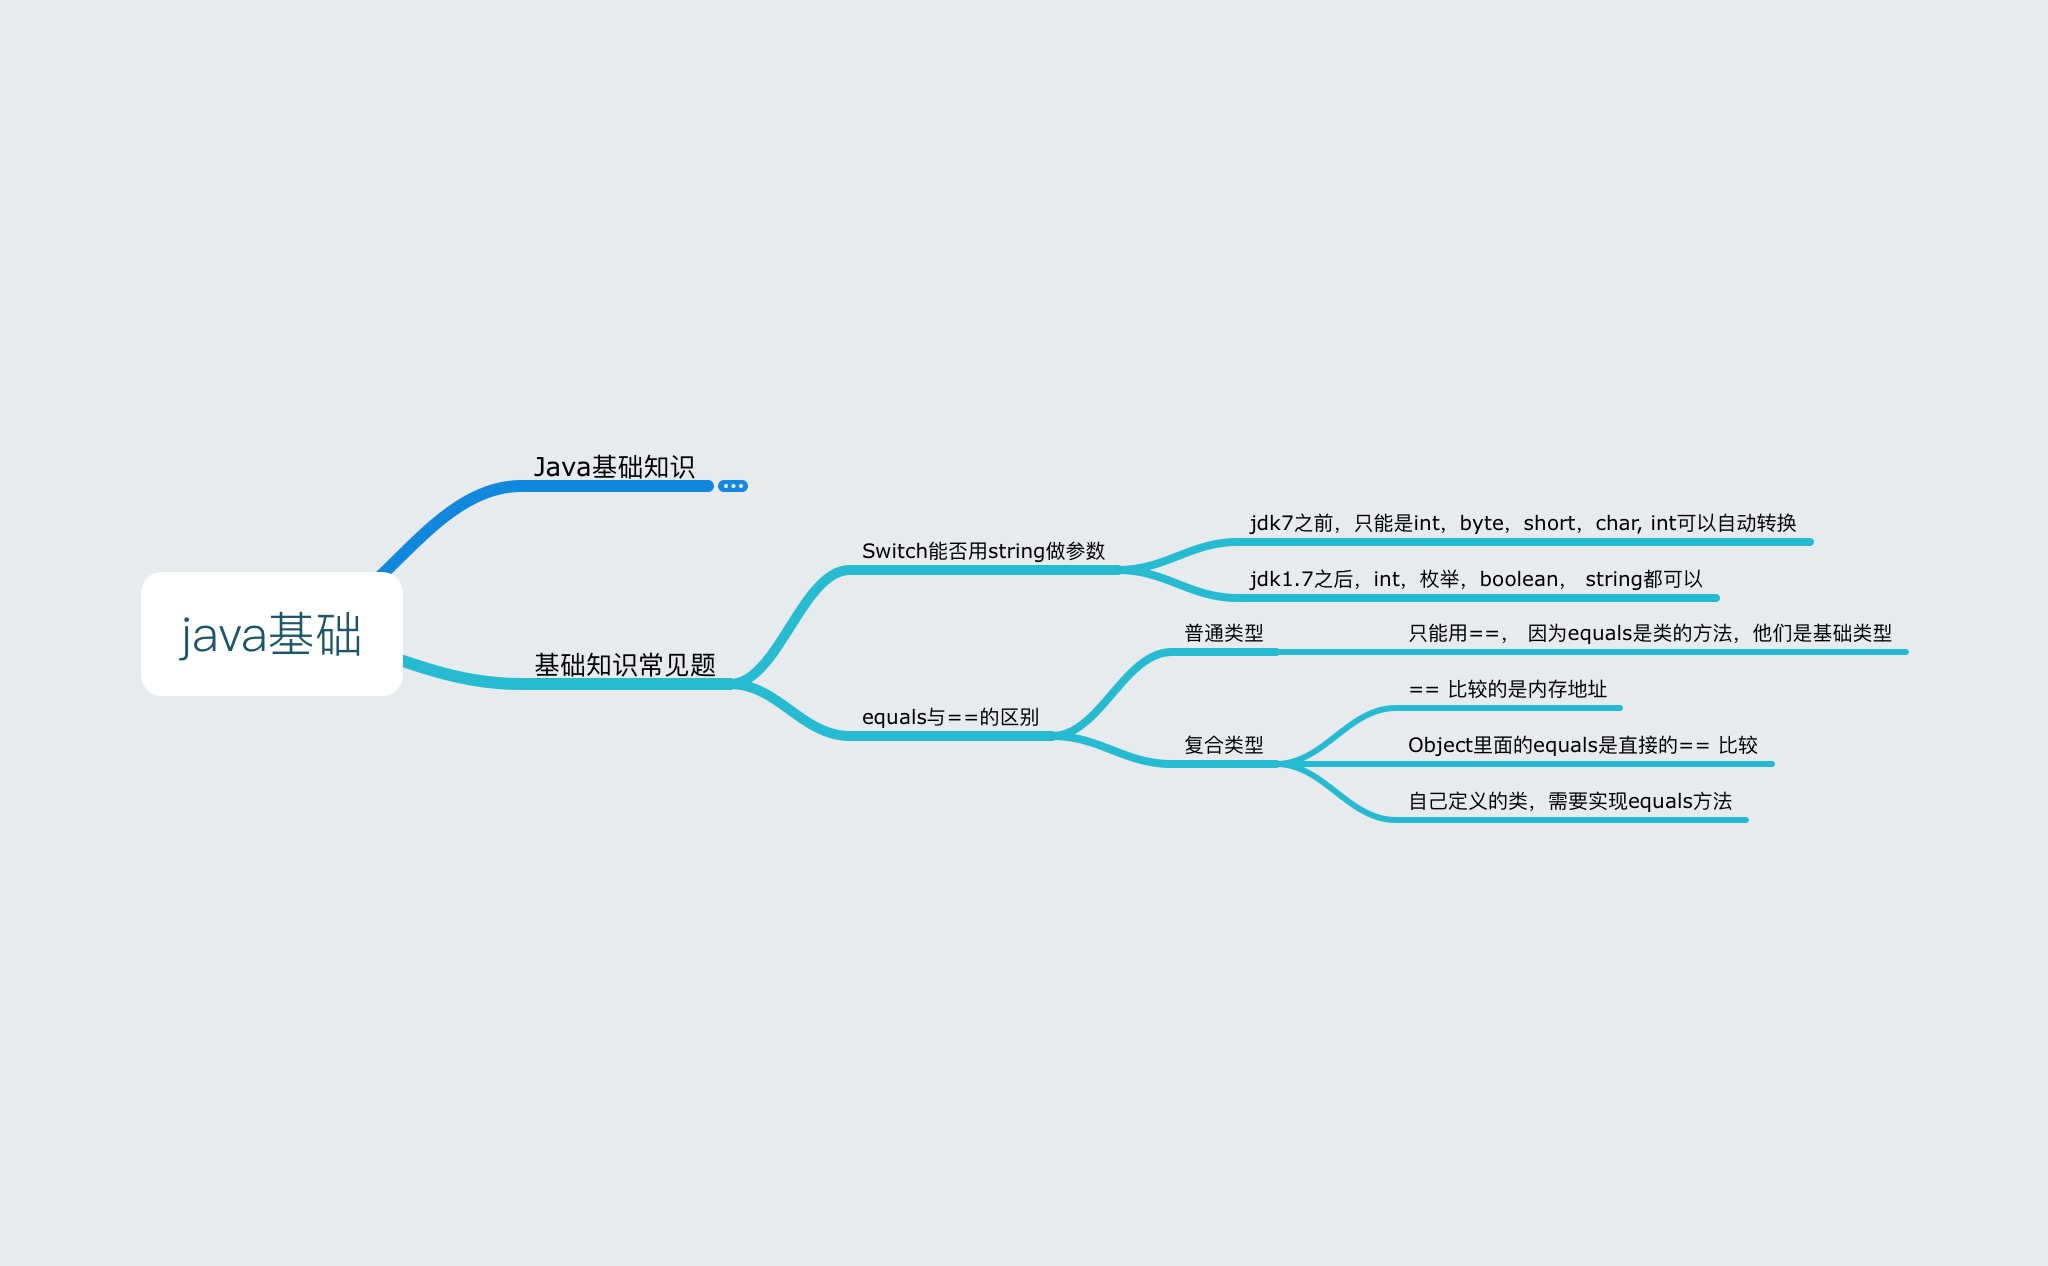 java基础
Java基础知识
基础知识常见题
Switch能否用string做参数
jdk7之前，只能是int，byte，short，char, int可以自动转换
jdk1.7之后，int，枚举，boolean， string都可以
equals与==的区别
普通类型
只能用==， 因为equals是类的方法，他们是基础类型
复合类型
== 比较的是内存地址
Object里面的equals是直接的== 比较
自己定义的类，需要实现equals方法